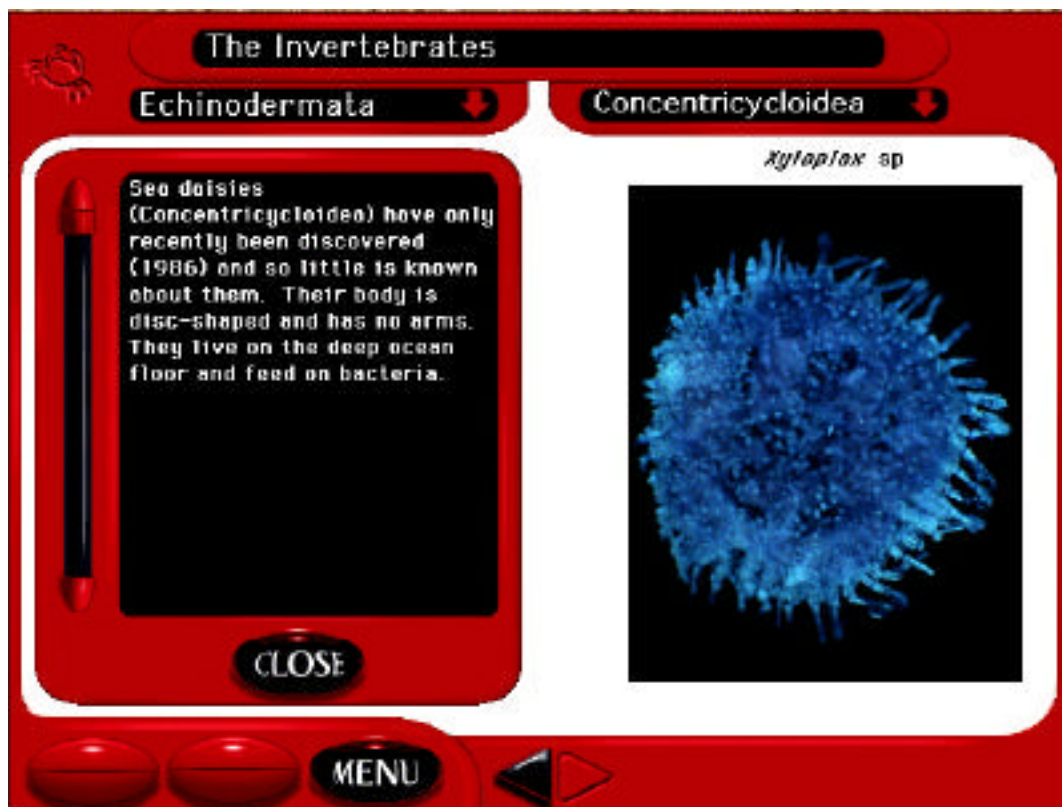 The Invertebrates
Echinodermata
Concentricycloidea
Xyloplax sp
Sea daisies
(Concentricycloidea) have only
recently been discovered
(1986) and so little is known
about them. Their body is
disc-shaped and has no arms.
They live on the deep ocean
floor and feed on bacteria.
CLOSE
MENU